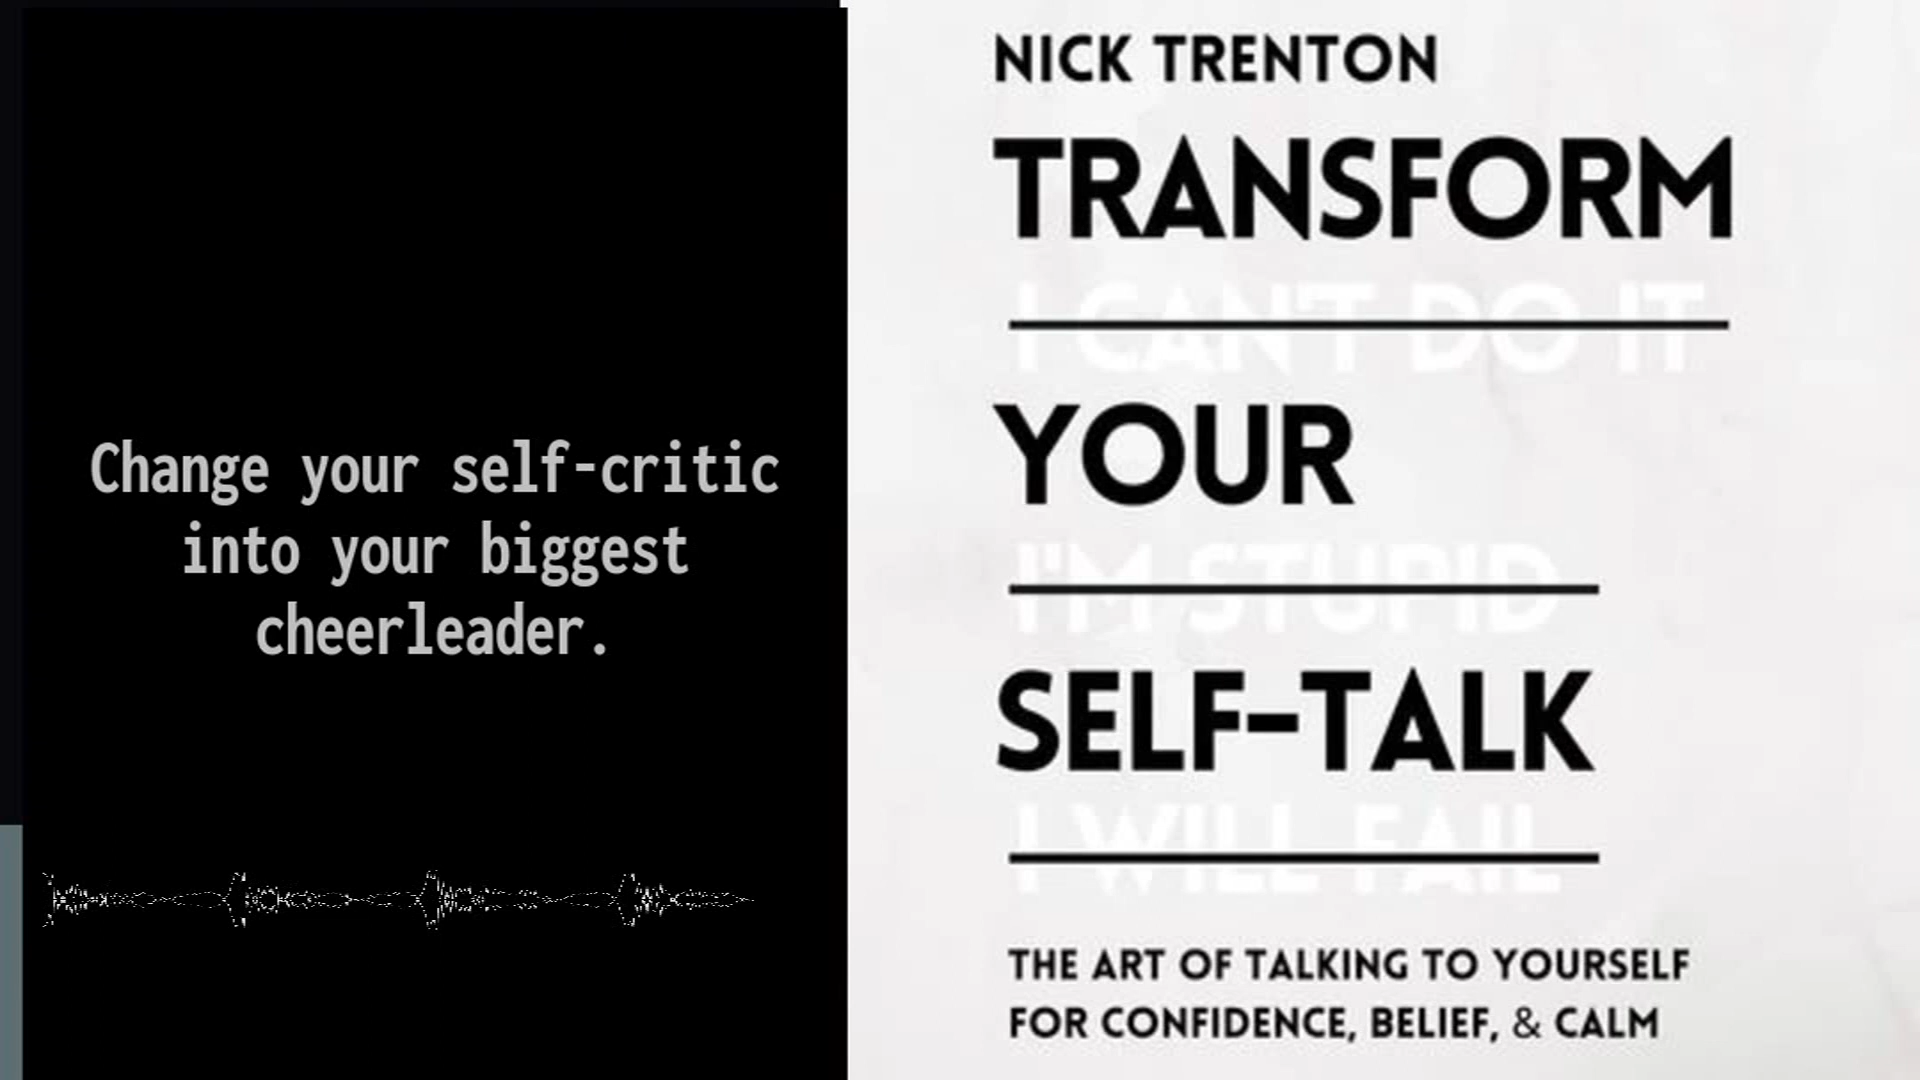 Change your self-critic
into your biggest
cheerleader.
NICK TRENTON
TRANSFORM
I CAN'T DO IT
YOUR
I'M STUPID
SELF-TALK
I WILL FAIL
THE ART OF TALKING TO YOURSELF
FOR CONFIDENCE, BELIEF, & CALM